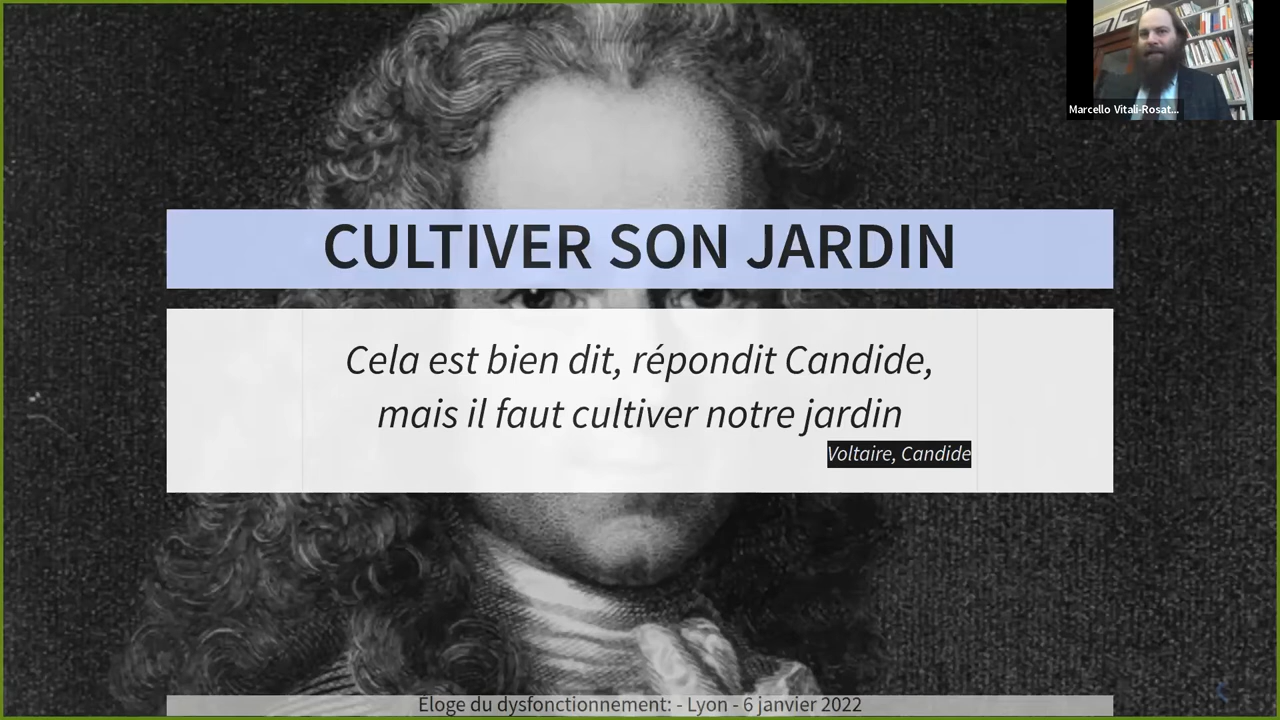 Marcello Vitali-Rosat...
CULTIVER SON JARDIN
Cela est bien dit, répondit Candide,
mais il faut cultiver notre jardin
Voltaire, Candide
Éloge du dysfonctionnement: - Lyon - 6 janvier 2022